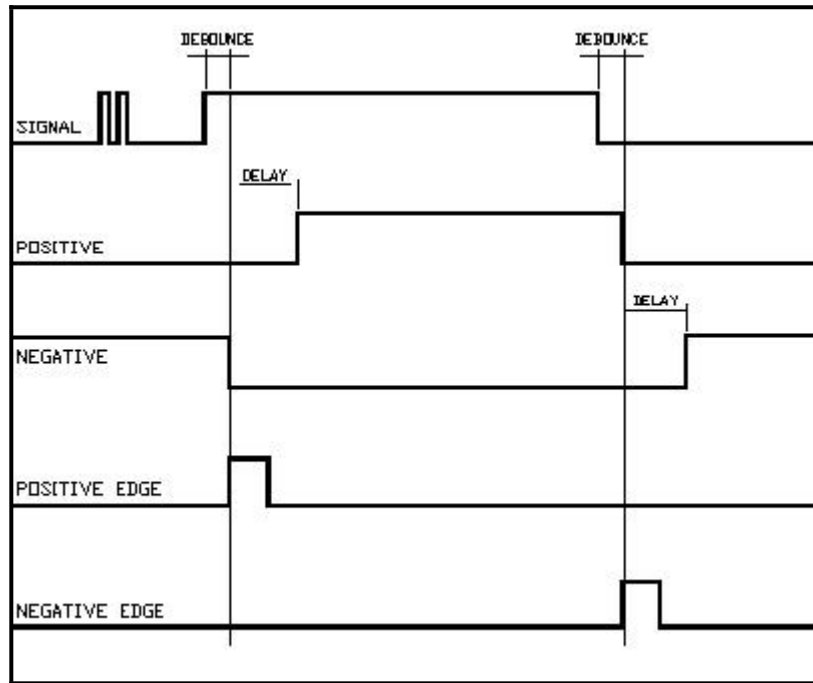 DEBOUNCE DEBOUNCE
SIGNAL
DELAY
POSITIVE
DELAY
NEGATIVE
POSITIVE EDGE
NEGATIVE EDGE